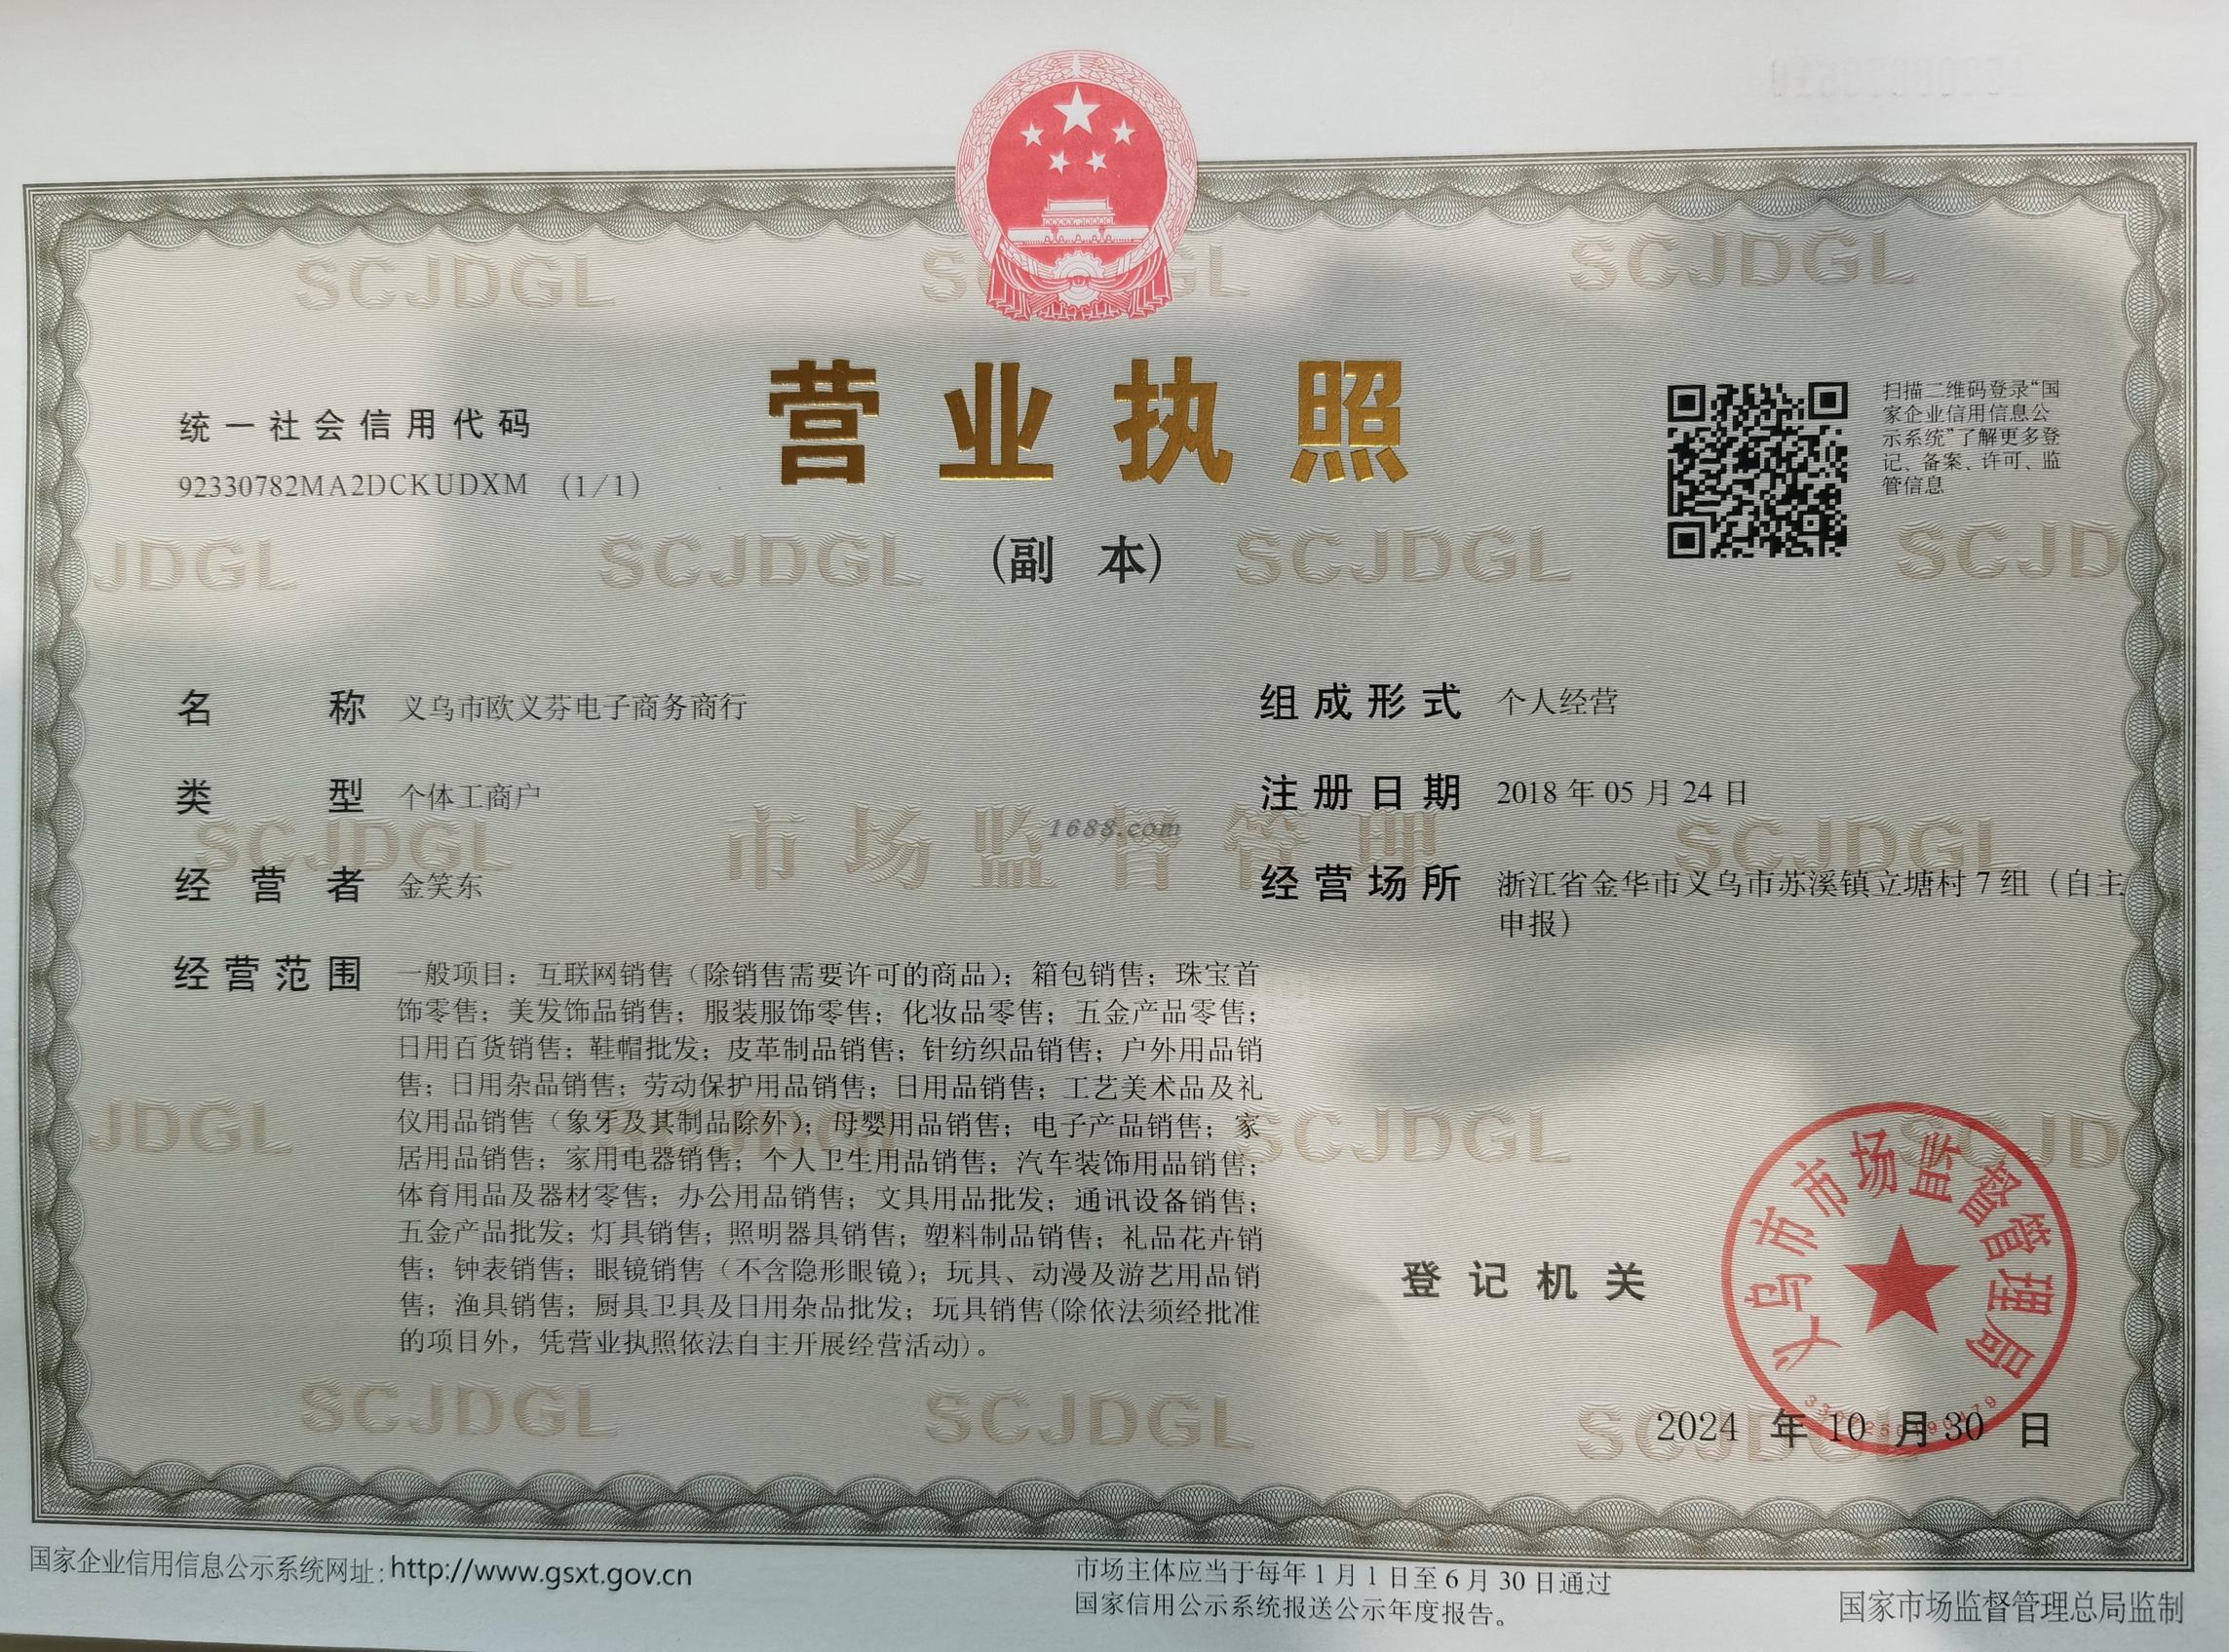 营业执照
(副 本)
统一社会信用代码
92330782MA2DCKUDXM (1/1)
扫描二维码登录“国
家企业信用信息公
示系统”了解更多登
记、备案、许可、监
管信息
名 称 义乌市欧义芬电子商务商行
类 型 个体工商户
经 营 者 金笑东
经营范围 一般项目：互联网销售（除销售需要许可的商品）；箱包销售；珠宝首
饰零售；美发饰品销售；服装服饰零售；化妆品零售；五金产品零售；
日用百货销售；鞋帽批发；皮革制品销售；针纺织品销售；户外用品销
售；日用杂品销售；劳动保护用品销售；日用品销售；工艺美术品及礼
仪用品销售（象牙及其制品除外）；母婴用品销售；电子产品销售；家
居用品销售；家用电器销售；个人卫生用品销售；汽车装饰用品销售；
体育用品及器材零售；办公用品销售；文具用品批发；通讯设备销售；
五金产品批发；灯具销售；照明器具销售；塑料制品销售；礼品花卉销
售；钟表销售；眼镜销售（不含隐形眼镜）；玩具、动漫及游艺用品销
售；渔具销售；厨具卫具及日用杂品批发；玩具销售(除依法须经批准
的项目外，凭营业执照依法自主开展经营活动)。
组成形式 个人经营
注册日期 2018 年 05 月 24 日
经营场所 浙江省金华市义乌市苏溪镇立塘村 7 组（自主
申报）
市场监督管理
1688.com
SCJDGL
登记机关
义乌市市场监督管理局
2024 年 10 月 30 日
国家企业信用信息公示系统网址：http://www.gsxt.gov.cn
市场主体应当于每年 1 月 1 日至 6 月 30 日通过
国家信用公示系统报送公示年度报告。
国家市场监督管理总局监制